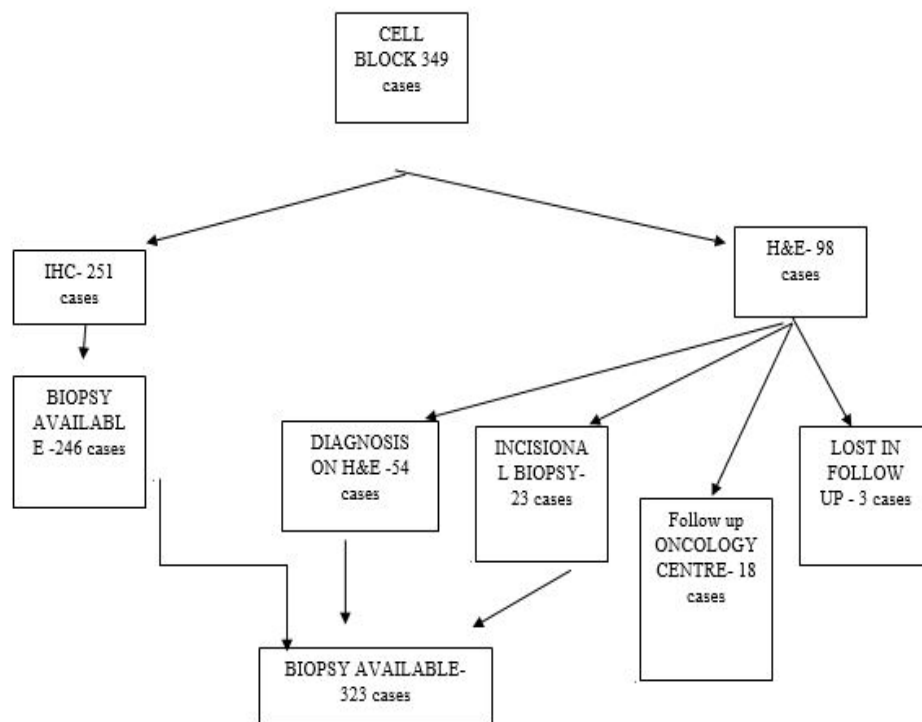 CELL
BLOCK 349
cases
IHC- 251
cases
H&E- 98
cases
BIOPSY
AVAILABL
E -246 cases
DIAGNOSIS
ON H&E -54
cases
INCISIONA
L BIOPSY-
23 cases
Follow up
ONCOLOGY
CENTRE- 18
cases
LOST IN
FOLLOW
UP - 3 cases
BIOPSY AVAILABLE-
323 cases